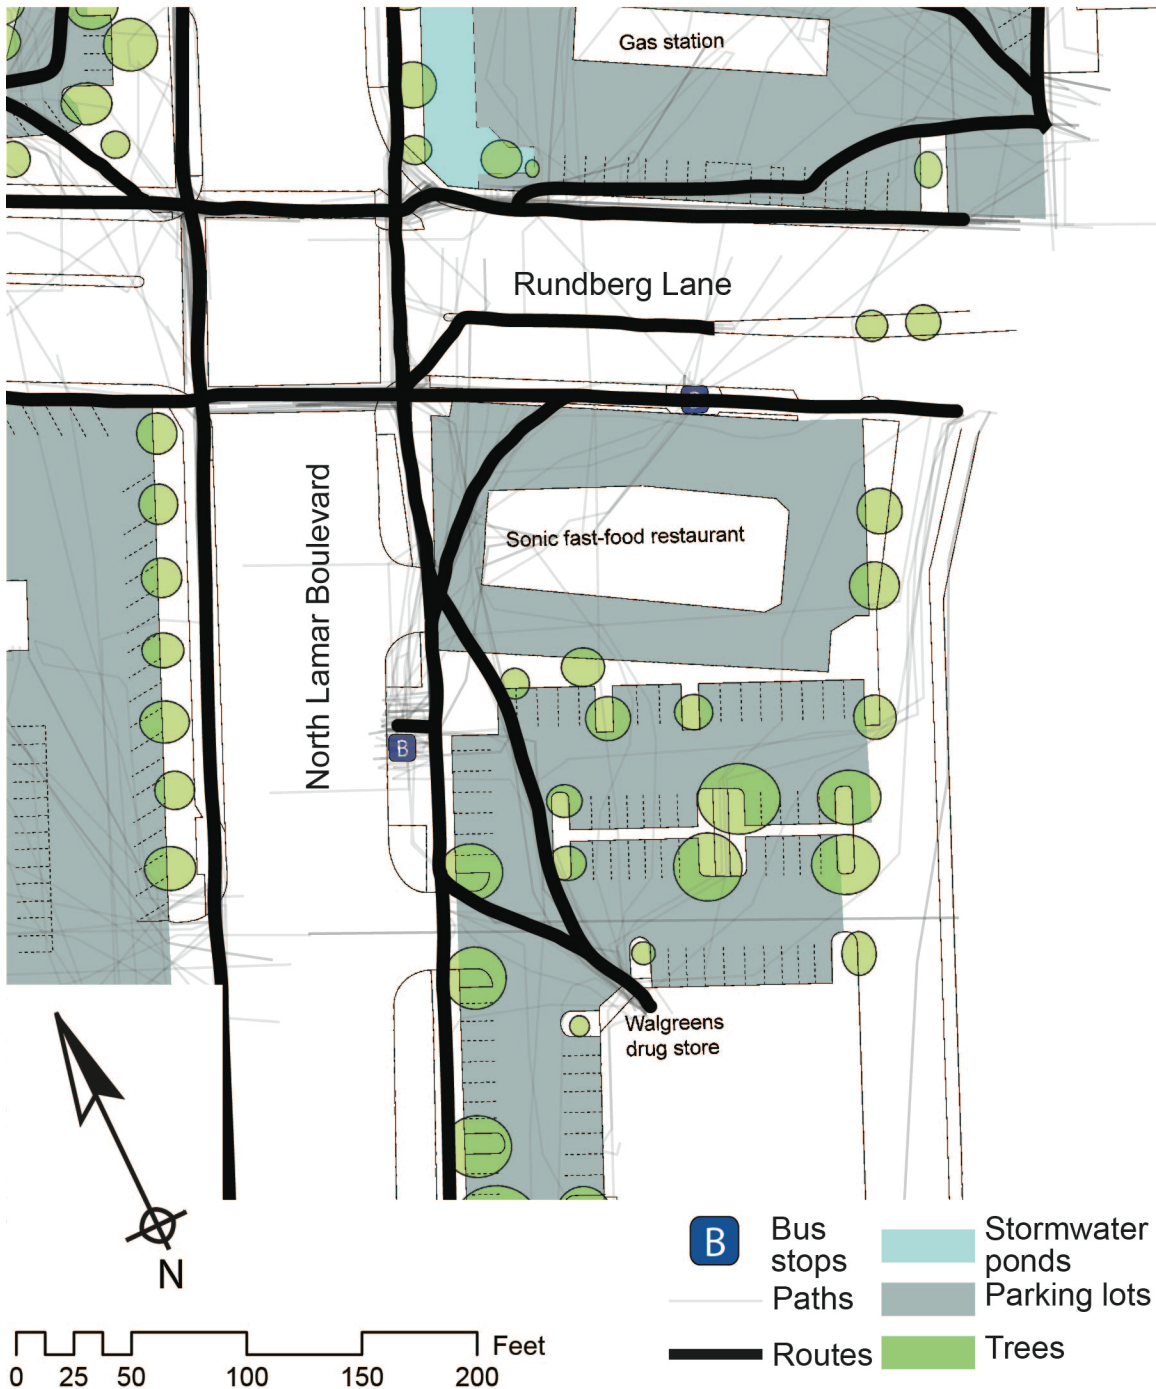 Gas station
Rundberg Lane
B
Sonic fast-food restaurant
North Lamar Boulevard
B
Walgreens
drug store
N
B
Bus
stops
Stormwater
ponds
Paths
Parking lots
Routes
Trees
Feet
0 25 50 100 150 200